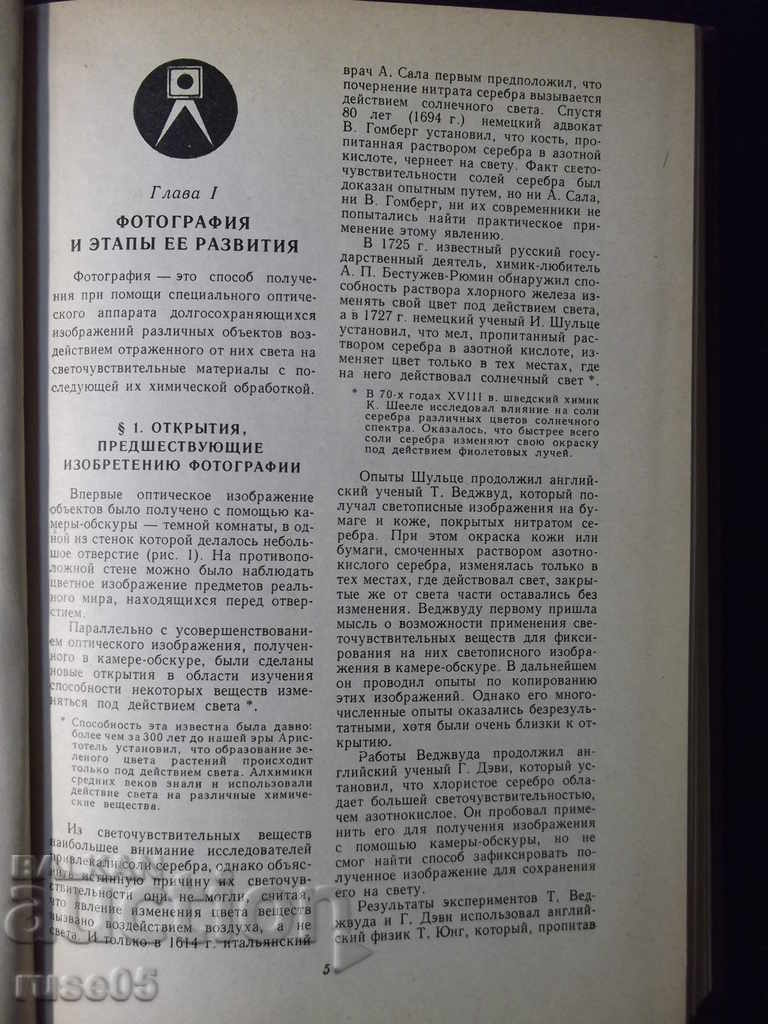 Глава I
ФОТОГРАФИЯ
И ЭТАПЫ ЕЕ РАЗВИТИЯ
Фотография — это способ получе-
ния при помощи специального оптиче-
ского аппарата долгосохраняющихся
изображений различных объектов воз-
действием отраженного от них света на
светочувствительные материалы с по-
следующей их химической обработкой.
§ 1. ОТКРЫТИЯ,
ПРЕДШЕСТВУЮЩИЕ
ИЗОБРЕТЕНИЮ ФОТОГРАФИИ
Впервые оптическое изображение
объектов было получено с помощью ка-
меры-обскуры — темной комнаты, в од-
ной из стенок которой делалось неболь-
шое отверстие (рис. 1). На противопо-
ложной стене можно было наблюдать
цветное изображение предметов реаль-
ного мира, находящихся перед отвер-
стием.
Параллельно с усовершенствовани-
ем оптического изображения, получен-
ного в камере-обскуре, были сделаны
новые открытия в области изучения
способности некоторых веществ изме-
няться под действием света *.
* Способность эта известна была давно:
более чем за 300 лет до нашей эры Арис-
тотель установил, что образование зе-
леного цвета растений происходит
только под действием света. Алхимики
средних веков знали и использовали
действие света на различные химиче-
ские вещества.
Из светочувствительных веществ
наибольшее внимание исследователей
привлекали соли серебра, однако объяс-
нить истинную причину их светочув-
ствительности они не могли, считая,
что явление изменения цвета веществ
вызвано воздействием воздуха, а не
света. И только в 1614 г. итальянский
врач А. Сала первым предположил, что
почернение нитрата серебра вызывается
действием солнечного света. Спустя
80 лет (1694 г.) немецкий адвокат
В. Гомберг установил, что кость, про-
питанная раствором серебра в азотной
кислоте, чернеет на свету. Факт свето-
чувствительности солей серебра был
доказан опытным путем, но ни А. Сала,
ни В. Гомберг, ни их современники не
попытались найти практическое при-
менение этому явлению.
В 1725 г. известный русский госу-
дарственный деятель, химик-любитель
А. П. Бестужев-Рюмин обнаружил спо-
собность раствора хлорного железа из-
менять свой цвет под действием света,
а в 1727 г. немецкий ученый И. Шульце
установил, что мел, пропитанный рас-
твором серебра в азотной кислоте, из-
меняет цвет только в тех местах, где
на него действовал солнечный свет *.
* В 70-х годах XVIII в. шведский химик
К. Шееле исследовал влияние на соли
серебра различных цветов солнечного
спектра. Оказалось, что быстрее всего
соли серебра изменяют свою окраску
под действием фиолетовых лучей.
Опыты Шульце продолжил англий-
ский ученый Т. Веджвуд, который по-
лучал светописные изображения на бу-
маге и коже, покрытых нитратом се-
ребра. При этом окраска кожи или
бумаги, смоченных раствором азотно-
кислого серебра, изменялась только в
тех местах, где действовал свет, закры-
тые же от света части оставались без
изменения. Веджвуду первому пришла
мысль о возможности применения све-
точувствительных веществ для фикси-
рования на них светописного изобра-
жения в камере-обскуре. В дальнейшем
он проводил опыты по копированию
этих изображений. Однако его много-
численные опыты оказались безрезуль-
татными, хотя были очень близки к от-
крытию.
Работы Веджвуда продолжил ан-
глийский ученый Г. Дэви, который ус-
тановил, что хлористое серебро обла-
дает большей светочувствительностью,
чем азотнокислое. Он пробовал приме-
нить его для получения изображения
с помощью камеры-обскуры, но не
смог найти способ зафиксировать по-
лученное изображение для сохранения
его на свету.
Результаты экспериментов Т. Вед-
жвуда и Г. Дэви использовал англий-
ский физик Т. Юнг, который, пропитав
5
ruse05